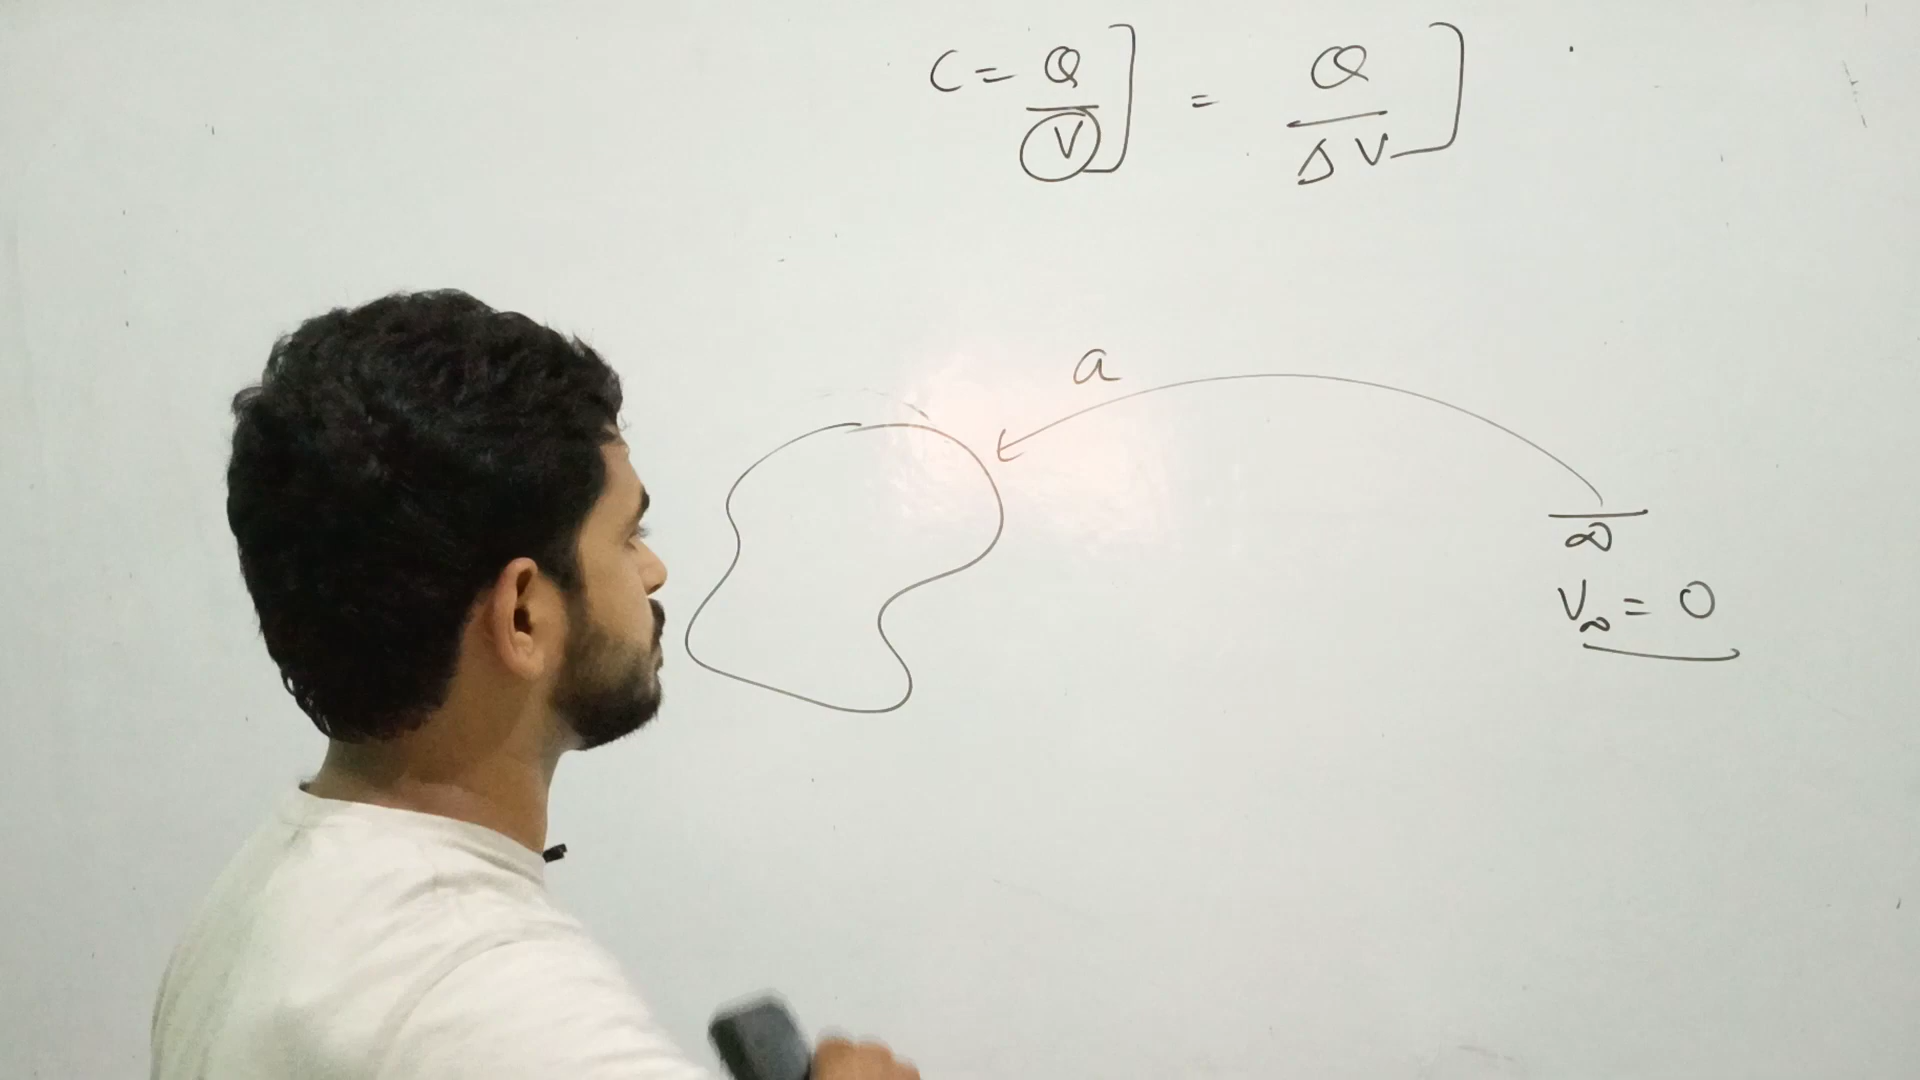 C = Q/V ] = Q/ΔV ]
a
∞
V∞ = 0